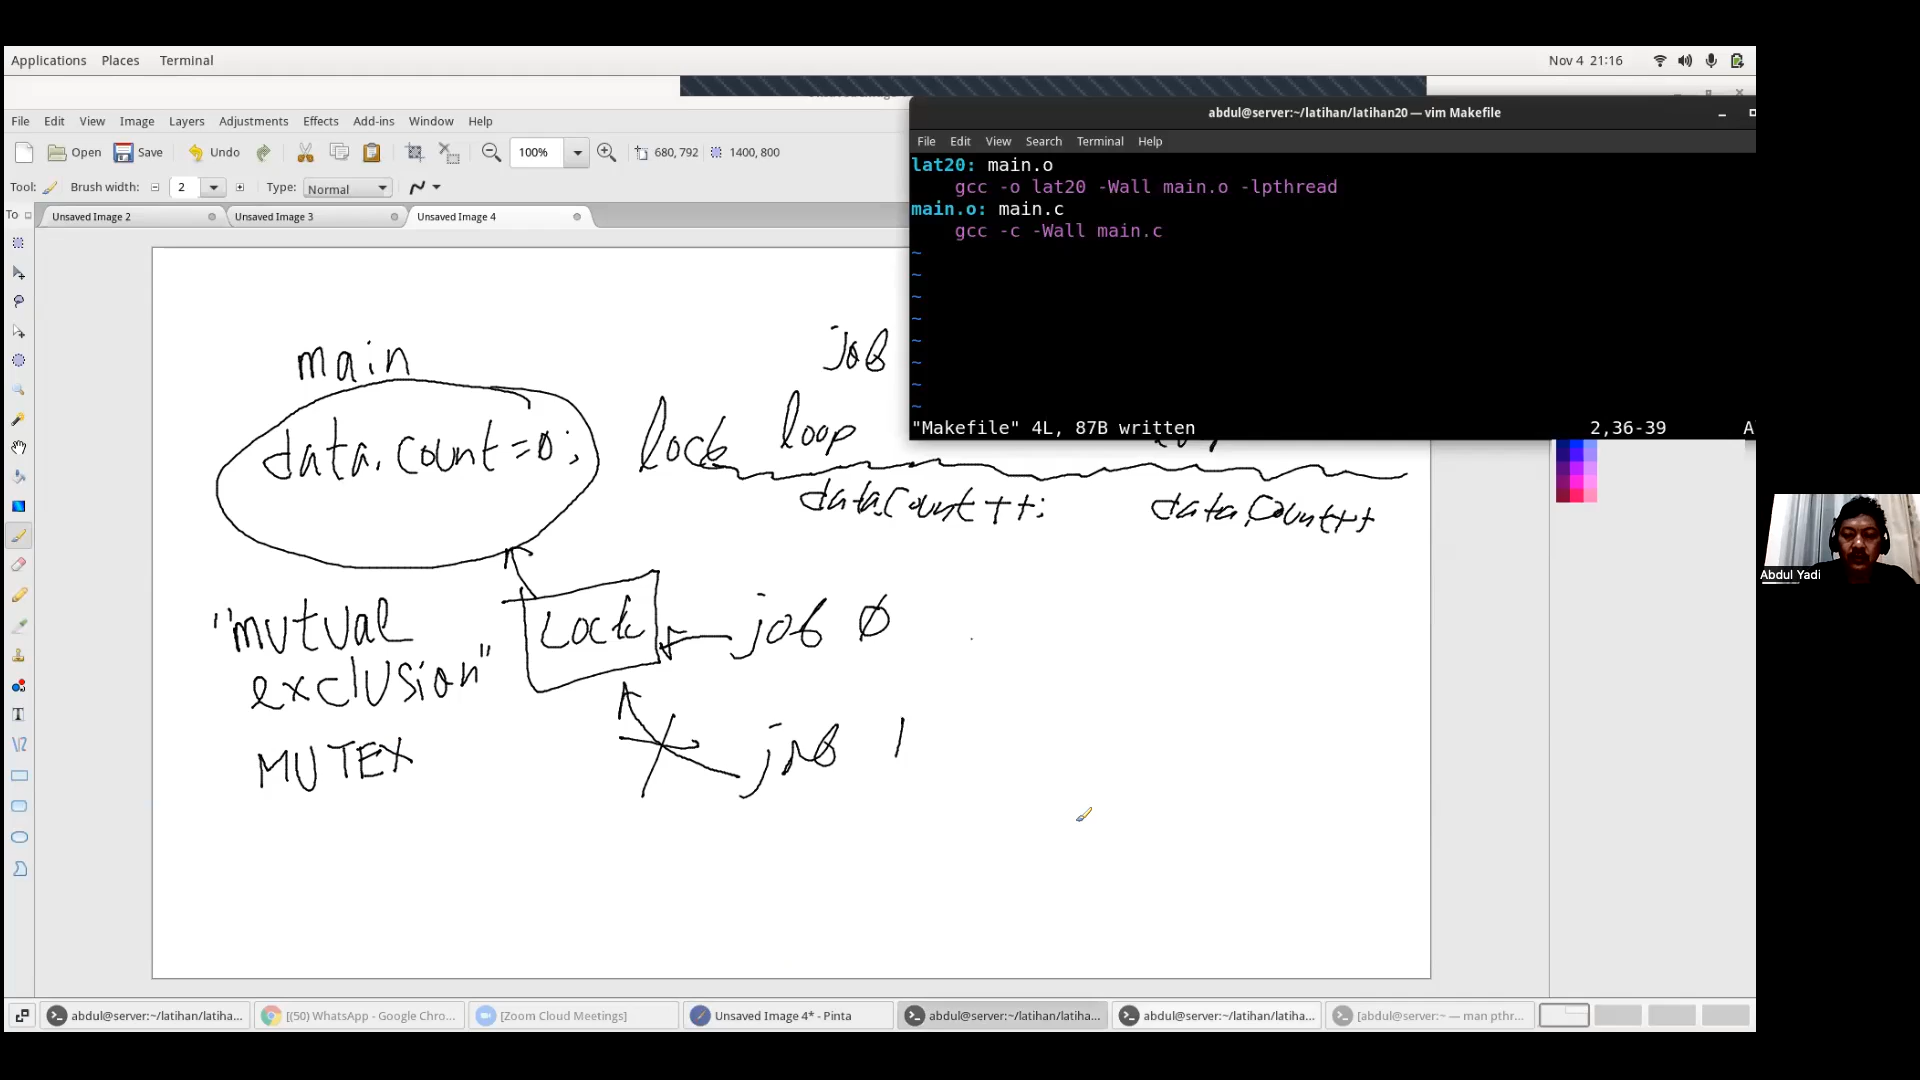 Applications Places Terminal
Nov 4 21:16
File Edit View Image Layers Adjustments Effects Add-ins Window Help
Open Save Undo 100% 680, 792 1400, 800
Tool: Brush width: 2 Type: Normal
To
Unsaved Image 2
Unsaved Image 3
Unsaved Image 4
abdul@server:~/latihan/latihan20 — vim Makefile
File Edit View Search Terminal Help
lat20: main.o
gcc -o lat20 -Wall main.o -lpthread
main.o: main.c
gcc -c -Wall main.c
~
~
~
~
~
~
~
~
"Makefile" 4L, 87B written 2,36-39 A
main
job
data.count=0;
lock loop
data.count++;
data.count++
"mutual
exclusion"
MUTEX
Lock
job 0
job 1
Abdul Yadi
abdul@server:~/latihan/latiha...
[(50) WhatsApp - Google Chro...
[Zoom Cloud Meetings]
Unsaved Image 4* - Pinta
abdul@server:~/latihan/latiha...
abdul@server:~/latihan/latiha...
[abdul@server:~ — man pthr...